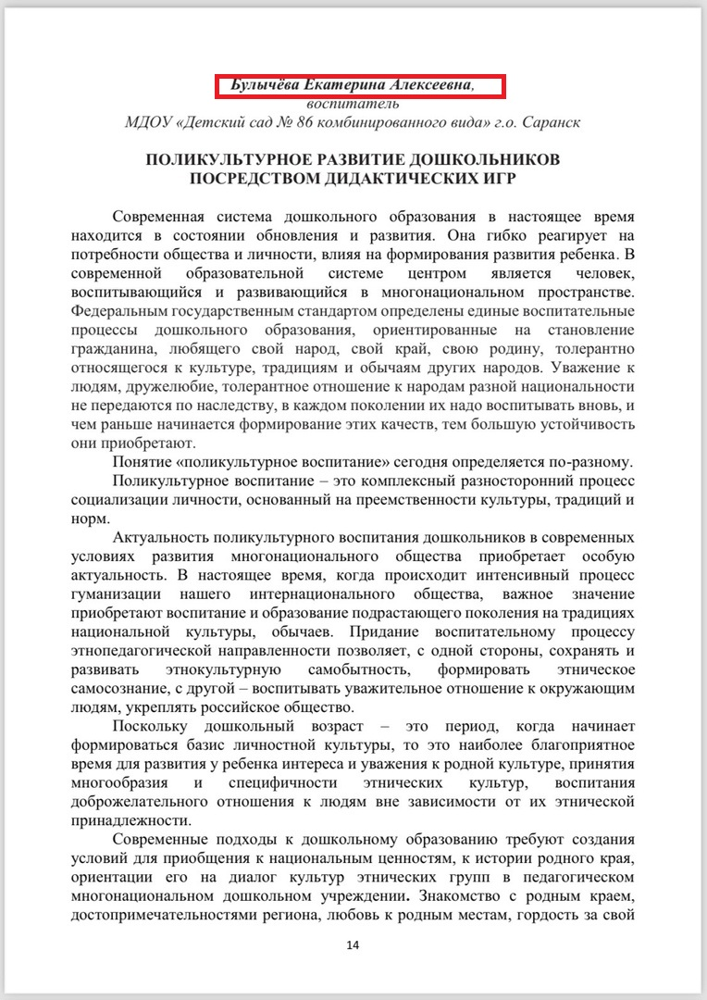 Булычёва Екатерина Алексеевна,
воспитатель
МДОУ «Детский сад № 86 комбинированного вида» г.о. Саранск
ПОЛИКУЛЬТУРНОЕ РАЗВИТИЕ ДОШКОЛЬНИКОВ
ПОСРЕДСТВОМ ДИДАКТИЧЕСКИХ ИГР
Современная система дошкольного образования в настоящее время
находится в состоянии обновления и развития. Она гибко реагирует на
потребности общества и личности, влияя на формирования развития ребенка. В
современной образовательной системе центром является человек,
воспитывающийся и развивающийся в многонациональном пространстве.
Федеральным государственным стандартом определены единые воспитательные
процессы дошкольного образования, ориентированные на становление
гражданина, любящего свой народ, свой край, свою родину, толерантно
относящегося к культуре, традициям и обычаям других народов. Уважение к
людям, дружелюбие, толерантное отношение к народам разной национальности
не передаются по наследству, в каждом поколении их надо воспитывать вновь, и
чем раньше начинается формирование этих качеств, тем большую устойчивость
они приобретают.
Понятие «поликультурное воспитание» сегодня определяется по-разному.
Поликультурное воспитание – это комплексный разносторонний процесс
социализации личности, основанный на преемственности культуры, традиций и
норм.
Актуальность поликультурного воспитания дошкольников в современных
условиях развития многонационального общества приобретает особую
актуальность. В настоящее время, когда происходит интенсивный процесс
гуманизации нашего интернационального общества, важное значение
приобретают воспитание и образование подрастающего поколения на традициях
национальной культуры, обычаев. Придание воспитательному процессу
этнопедагогической направленности позволяет, с одной стороны, сохранять и
развивать этнокультурную самобытность, формировать этническое
самосознание, с другой – воспитывать уважительное отношение к окружающим
людям, укреплять российское общество.
Поскольку дошкольный возраст – это период, когда начинает
формироваться базис личностной культуры, то это наиболее благоприятное
время для развития у ребенка интереса и уважения к родной культуре, принятия
многообразия и специфичности этнических культур, воспитания
доброжелательного отношения к людям вне зависимости от их этнической
принадлежности.
Современные подходы к дошкольному образованию требуют создания
условий для приобщения к национальным ценностям, к истории родного края,
ориентации его на диалог культур этнических групп в педагогическом
многонациональном дошкольном учреждении. Знакомство с родным краем,
достопримечательностями региона, любовь к родным местам, гордость за свой
14